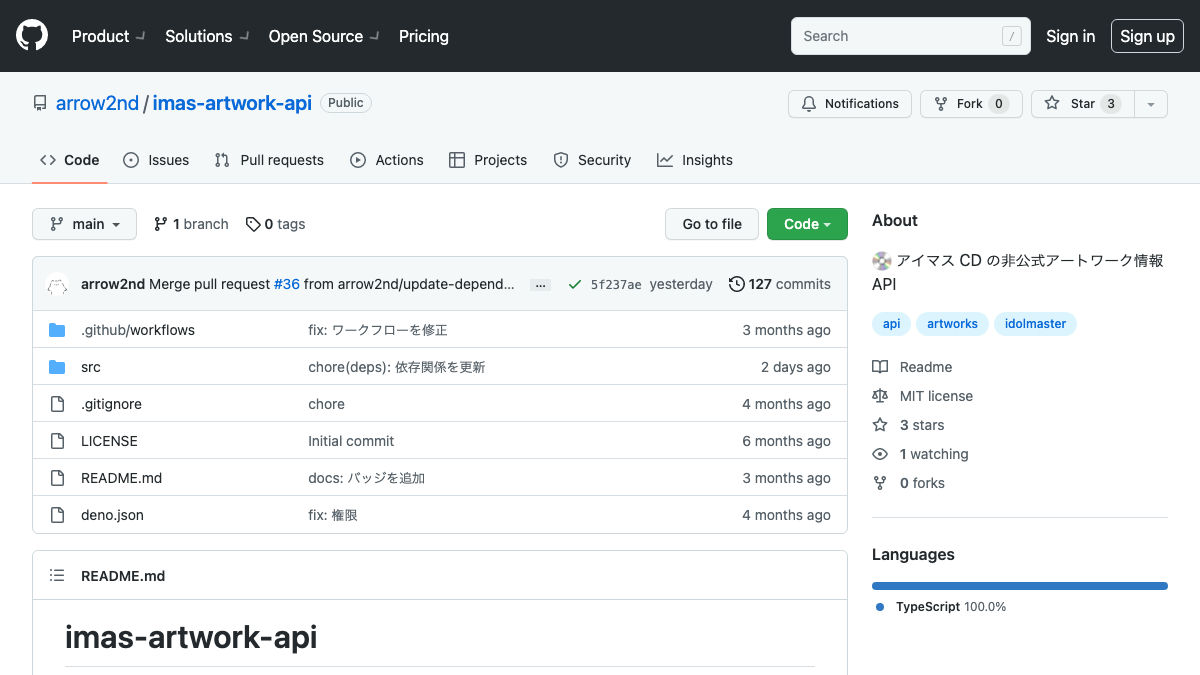 Product Solutions Open Source Pricing Search / Sign in Sign up
arrow2nd / imas-artwork-api Public
Notifications Fork 0 Star 3
Code Issues Pull requests Actions Projects Security Insights
main 1 branch 0 tags Go to file Code
arrow2nd Merge pull request #36 from arrow2nd/update-depend... ... 5f237ae yesterday 127 commits
.github/workflows fix: ワークフローを修正 3 months ago
src chore(deps): 依存関係を更新 2 days ago
.gitignore chore 4 months ago
LICENSE Initial commit 6 months ago
README.md docs: バッジを追加 3 months ago
deno.json fix: 権限 4 months ago
README.md
imas-artwork-api
About
アイマス CD の非公式アートワーク情報
API
api artworks idolmaster
Readme
MIT license
3 stars
1 watching
0 forks
Languages
TypeScript 100.0%